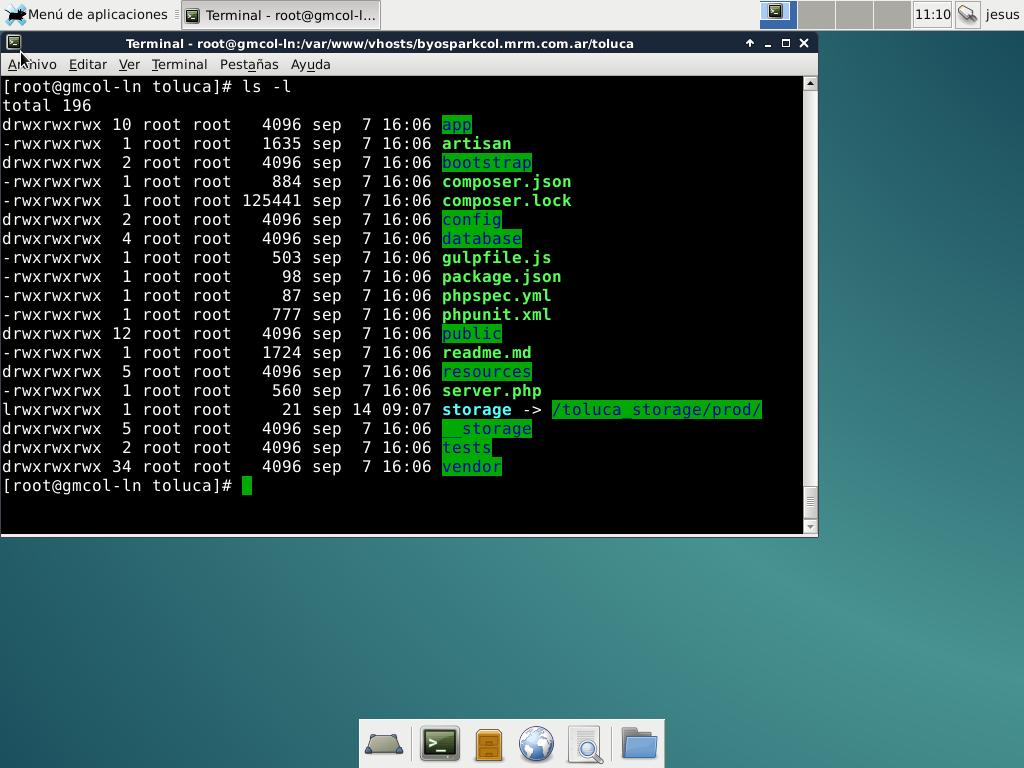 Menú de aplicaciones
Terminal - root@gmcol-l...
11:10
jesus
Terminal - root@gmcol-ln:/var/www/vhosts/byosparkcol.mrm.com.ar/toluca
Archivo Editar Ver Terminal Pestañas Ayuda
[root@gmcol-ln toluca]# ls -l
total 196
drwxrwxrwx 10 root root   4096 sep  7 16:06 app
-rwxrwxrwx  1 root root   1635 sep  7 16:06 artisan
drwxrwxrwx  2 root root   4096 sep  7 16:06 bootstrap
-rwxrwxrwx  1 root root    884 sep  7 16:06 composer.json
-rwxrwxrwx  1 root root 125441 sep  7 16:06 composer.lock
drwxrwxrwx  2 root root   4096 sep  7 16:06 config
drwxrwxrwx  4 root root   4096 sep  7 16:06 database
-rwxrwxrwx  1 root root    503 sep  7 16:06 gulpfile.js
-rwxrwxrwx  1 root root     98 sep  7 16:06 package.json
-rwxrwxrwx  1 root root     87 sep  7 16:06 phpspec.yml
-rwxrwxrwx  1 root root    777 sep  7 16:06 phpunit.xml
drwxrwxrwx 12 root root   4096 sep  7 16:06 public
-rwxrwxrwx  1 root root   1724 sep  7 16:06 readme.md
drwxrwxrwx  5 root root   4096 sep  7 16:06 resources
-rwxrwxrwx  1 root root    560 sep  7 16:06 server.php
lrwxrwxrwx  1 root root     21 sep 14 09:07 storage -> /toluca_storage/prod/
drwxrwxrwx  5 root root   4096 sep  7 16:06 __storage
drwxrwxrwx  2 root root   4096 sep  7 16:06 tests
drwxrwxrwx 34 root root   4096 sep  7 16:06 vendor
[root@gmcol-ln toluca]#